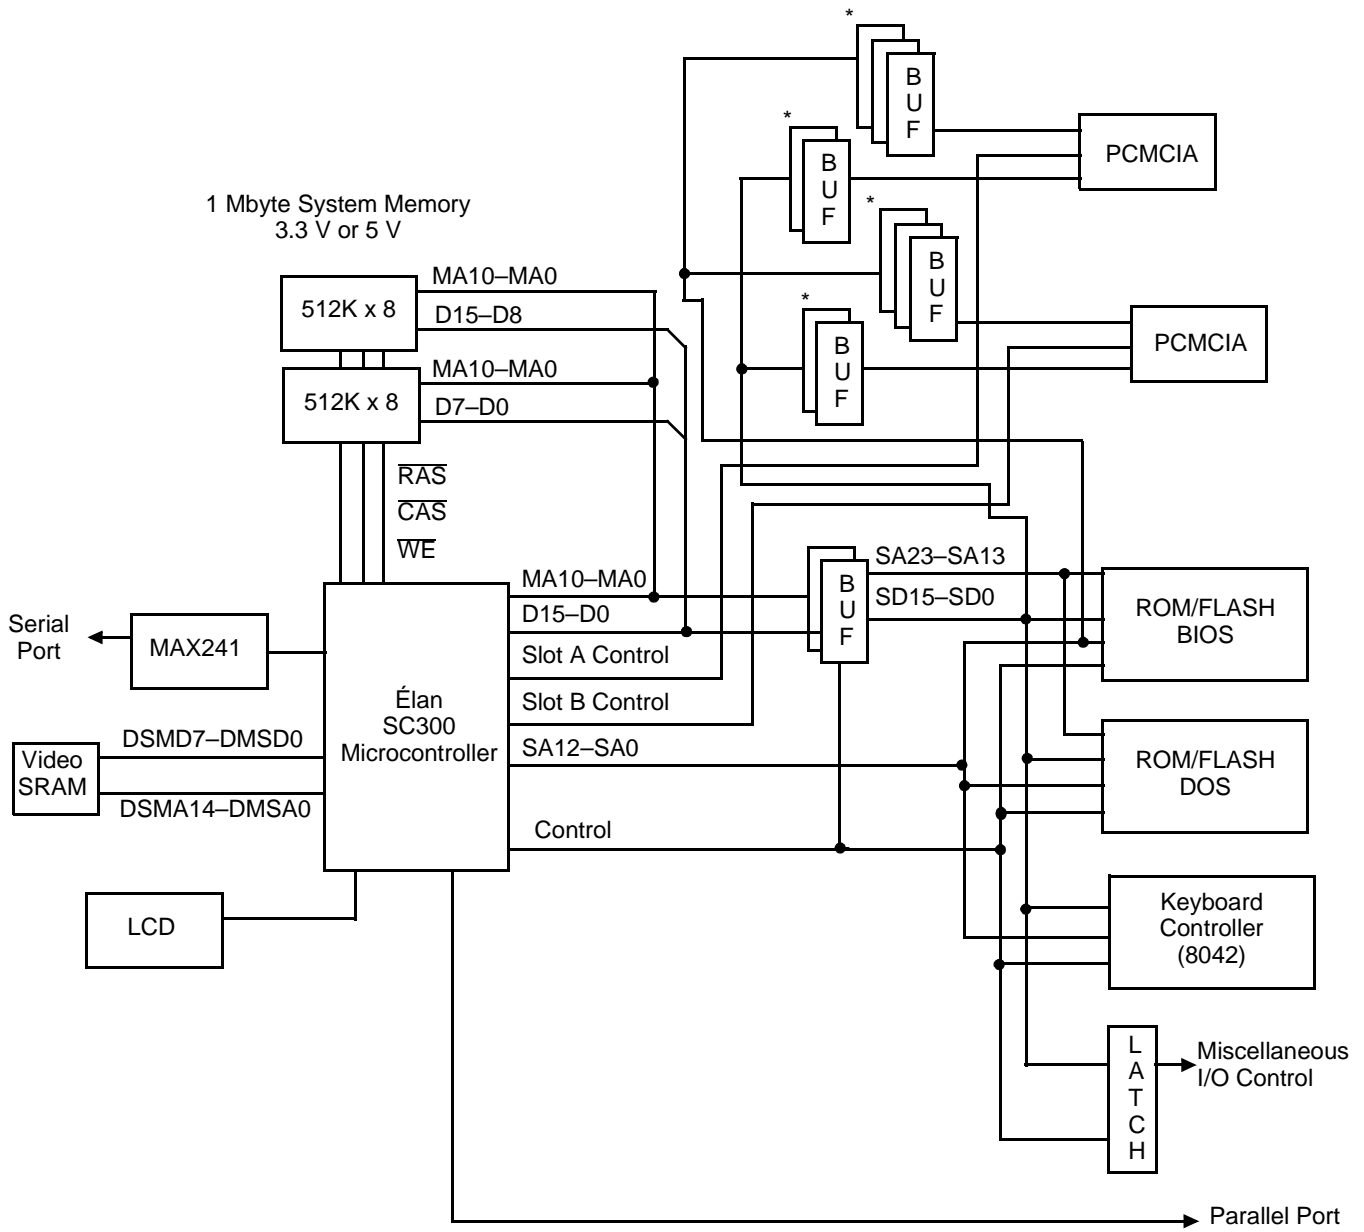 *
B
U
F
PCMCIA
*
B
U
F
1 Mbyte System Memory
3.3 V or 5 V
*
B
U
F
MA10–MA0
512K x 8
D15–D8
*
B
U
F
PCMCIA
MA10–MA0
512K x 8
D7–D0
RAS
CAS
WE
MA10–MA0
D15–D0
Slot A Control
Slot B Control
SA12–SA0
Control
B
U
F
SA23–SA13
SD15–SD0
ROM/FLASH
BIOS
Serial
Port
MAX241
Élan
SC300
Microcontroller
DSMD7–DMSD0
Video
SRAM
DSMA14–DMSA0
ROM/FLASH
DOS
LCD
Keyboard
Controller
(8042)
L
A
T
C
H
Miscellaneous
I/O Control
Parallel Port